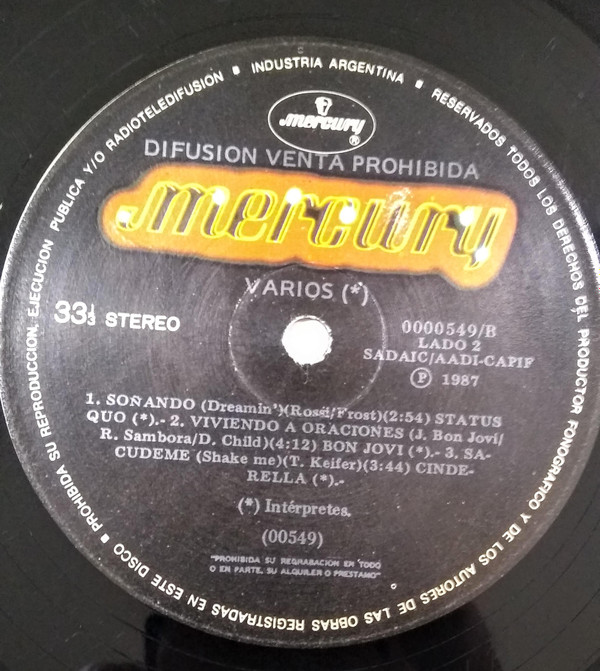 PROHIBIDA SU REPRODUCCION, EJECUCION PUBLICA Y/O RADIOTELEDIFUSION ■ INDUSTRIA ARGENTINA ■ RESERVADOS TODOS LOS DERECHOS DEL PRODUCTOR FONOGRAFICO Y DE LOS AUTORES DE LAS OBRAS REGISTRADAS EN ESTE DISCO ■
mercury®
DIFUSION VENTA PROHIBIDA
mercury
VARIOS (*)
33⅓ STEREO
0000549/B
LADO 2
SADAIC/AADI-CAPIF
Ⓟ 1987
1. SOÑANDO (Dreamin')(Rossi/Frost)(2:54) STATUS
QUO (*).- 2. VIVIENDO A ORACIONES (J. Bon Jovi/
R. Sambora/D. Child)(4:12) BON JOVI (*).- 3. SA-
CUDEME (Shake me)(T. Keifer)(3:44) CINDE-
RELLA (*).-
(*) Intérpretes.
(00549)
"PROHIBIDA SU REGRABACION EN TODO
O EN PARTE, SU ALQUILER O PRESTAMO"